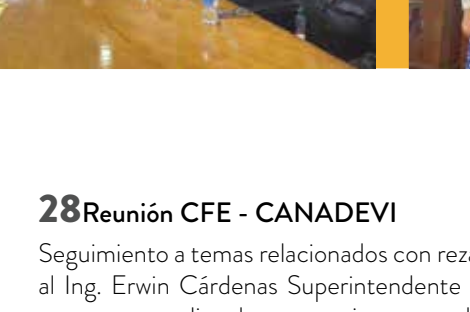 28 Reunión CFE - CANADEVI
Seguimiento a temas relacionados con
al Ing. Erwin Cárdenas Superintendente